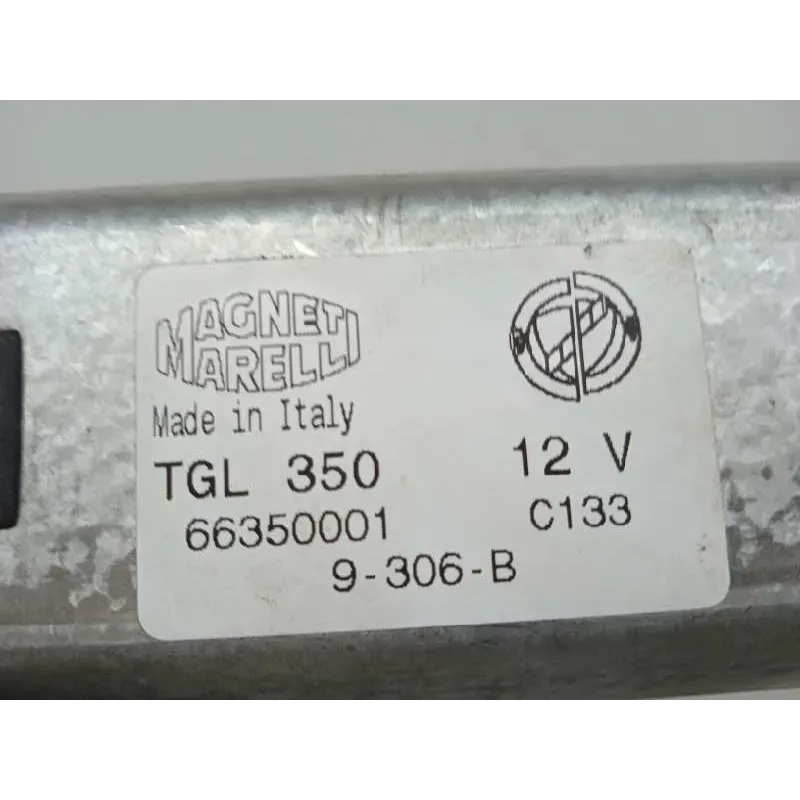 MAGNETI
MARELLI
Made in Italy
TGL 350 12 V
66350001 C133
9-306-B